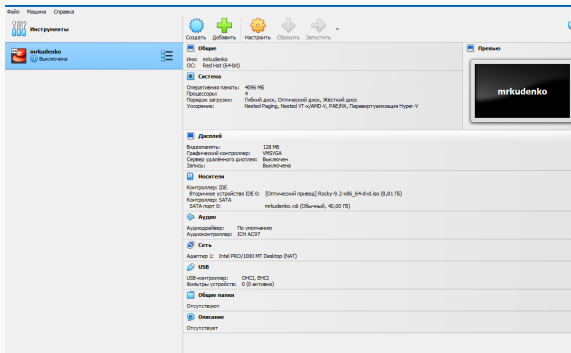 Файл Машина Справка
Инструменты
mrkudenko
Выключена
Создать Добавить Настроить Сбросить Запустить
Общие
Имя: mrkudenko
ОС: Red Hat (64-bit)
Система
Оперативная память: 4096 МБ
Процессоры: 4
Порядок загрузки: Гибкий диск, Оптический диск, Жёсткий диск
Ускорение: Nested Paging, Nested VT-x/AMD-V, PAE/NX, Паравиртуализация Hyper-V
Превью
mrkudenko
Дисплей
Видеопамять: 128 МБ
Графический контроллер: VMSVGA
Сервер удалённого дисплея: Выключен
Запись: Выключена
Носители
Контроллер: IDE
Вторичное устройство IDE 0: [Оптический привод] Rocky-9.2-x86_64-dvd.iso (8,81 ГБ)
Контроллер: SATA
SATA порт 0: mrkudenko.vdi (Обычный, 40,00 ГБ)
Аудио
Аудиодрайвер: По умолчанию
Аудиоконтроллер: ICH AC97
Сеть
Адаптер 1: Intel PRO/1000 MT Desktop (NAT)
USB
USB-контроллер: OHCI, EHCI
Фильтры устройств: 0 (0 активно)
Общие папки
Отсутствуют
Описание
Отсутствует